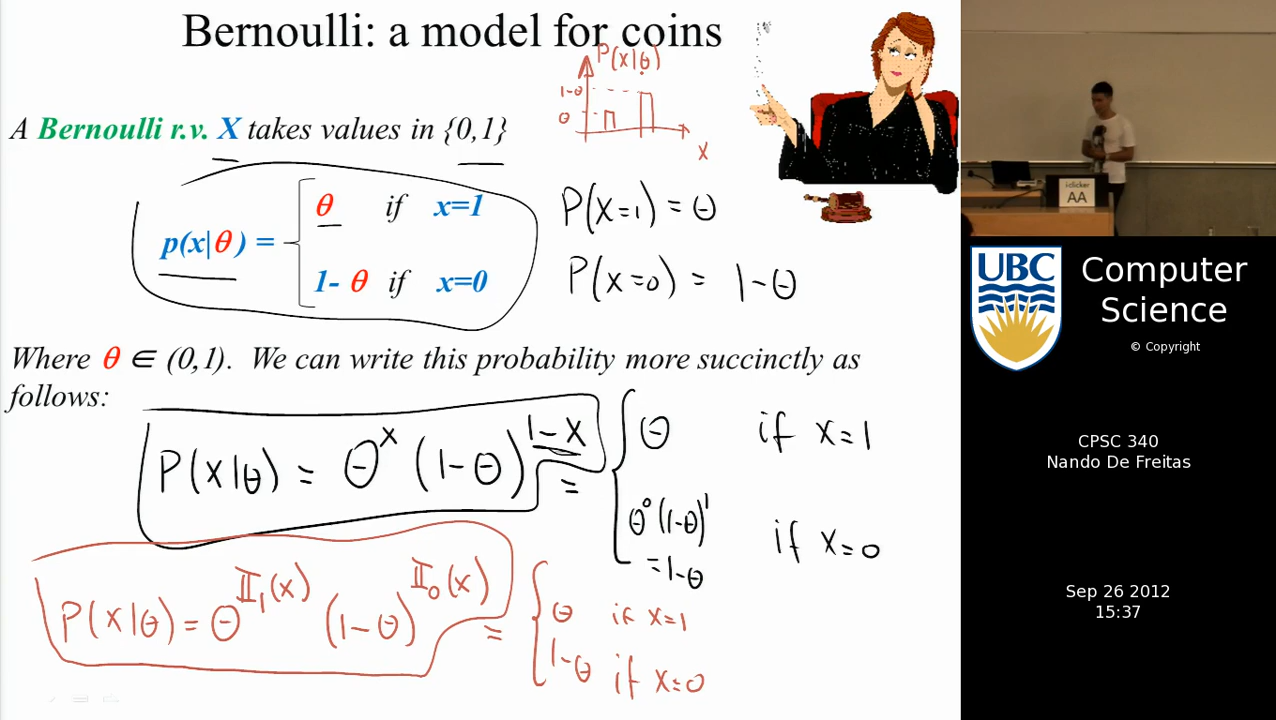 Bernoulli: a model for coins
P(x|θ)
1-θ
θ
x
A Bernoulli r.v. X takes values in {0,1}
p(x|θ) =
θ if x=1
1- θ if x=0
P(x=1) = θ
P(x=0) = 1-θ
Where θ ∈ (0,1). We can write this probability more succinctly as
follows:
P(x|θ) = θ^x (1-θ)^{1-x} =
θ if x=1
θ^0 (1-θ)^1 if x=0
=1-θ
P(x|θ) = θ^{𝕀_1(x)} (1-θ)^{𝕀_0(x)} =
θ if x=1
1-θ if x=0
i-clicker
AA
UBC
Computer
Science
© Copyright
CPSC 340
Nando De Freitas
Sep 26 2012
15:37